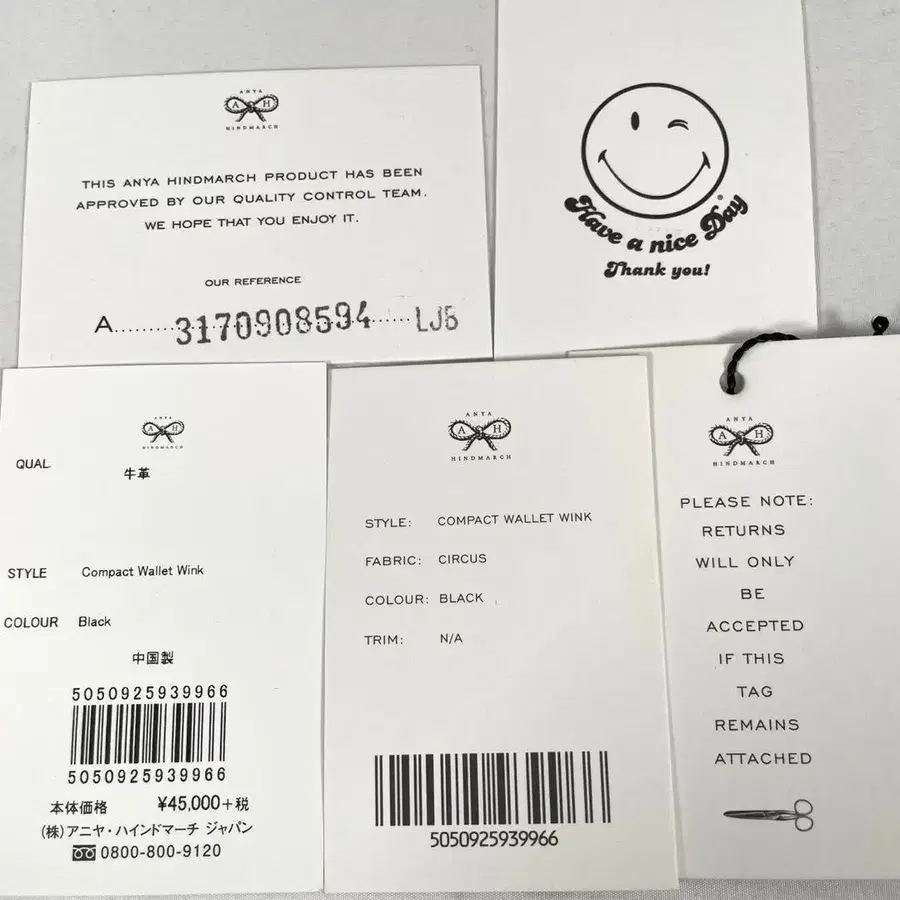 ANYA
A H
HINDMARCH
THIS ANYA HINDMARCH PRODUCT HAS BEEN
APPROVED BY OUR QUALITY CONTROL TEAM.
WE HOPE THAT YOU ENJOY IT.
OUR REFERENCE
A..........3170908594......LJB
Have a nice Day
Thank you!
ANYA
A H
HINDMARCH
QUAL
牛革
STYLE Compact Wallet Wink
COLOUR Black
中国製
5050925939966
5050925939966
本体価格 ¥45,000+税
(株)アニヤ・ハインドマーチ ジャパン
0800-800-9120
ANYA
A H
HINDMARCH
STYLE: COMPACT WALLET WINK
FABRIC: CIRCUS
COLOUR: BLACK
TRIM: N/A
5050925939966
ANYA
A H
HINDMARCH
PLEASE NOTE:
RETURNS
WILL ONLY
BE
ACCEPTED
IF THIS
TAG
REMAINS
ATTACHED